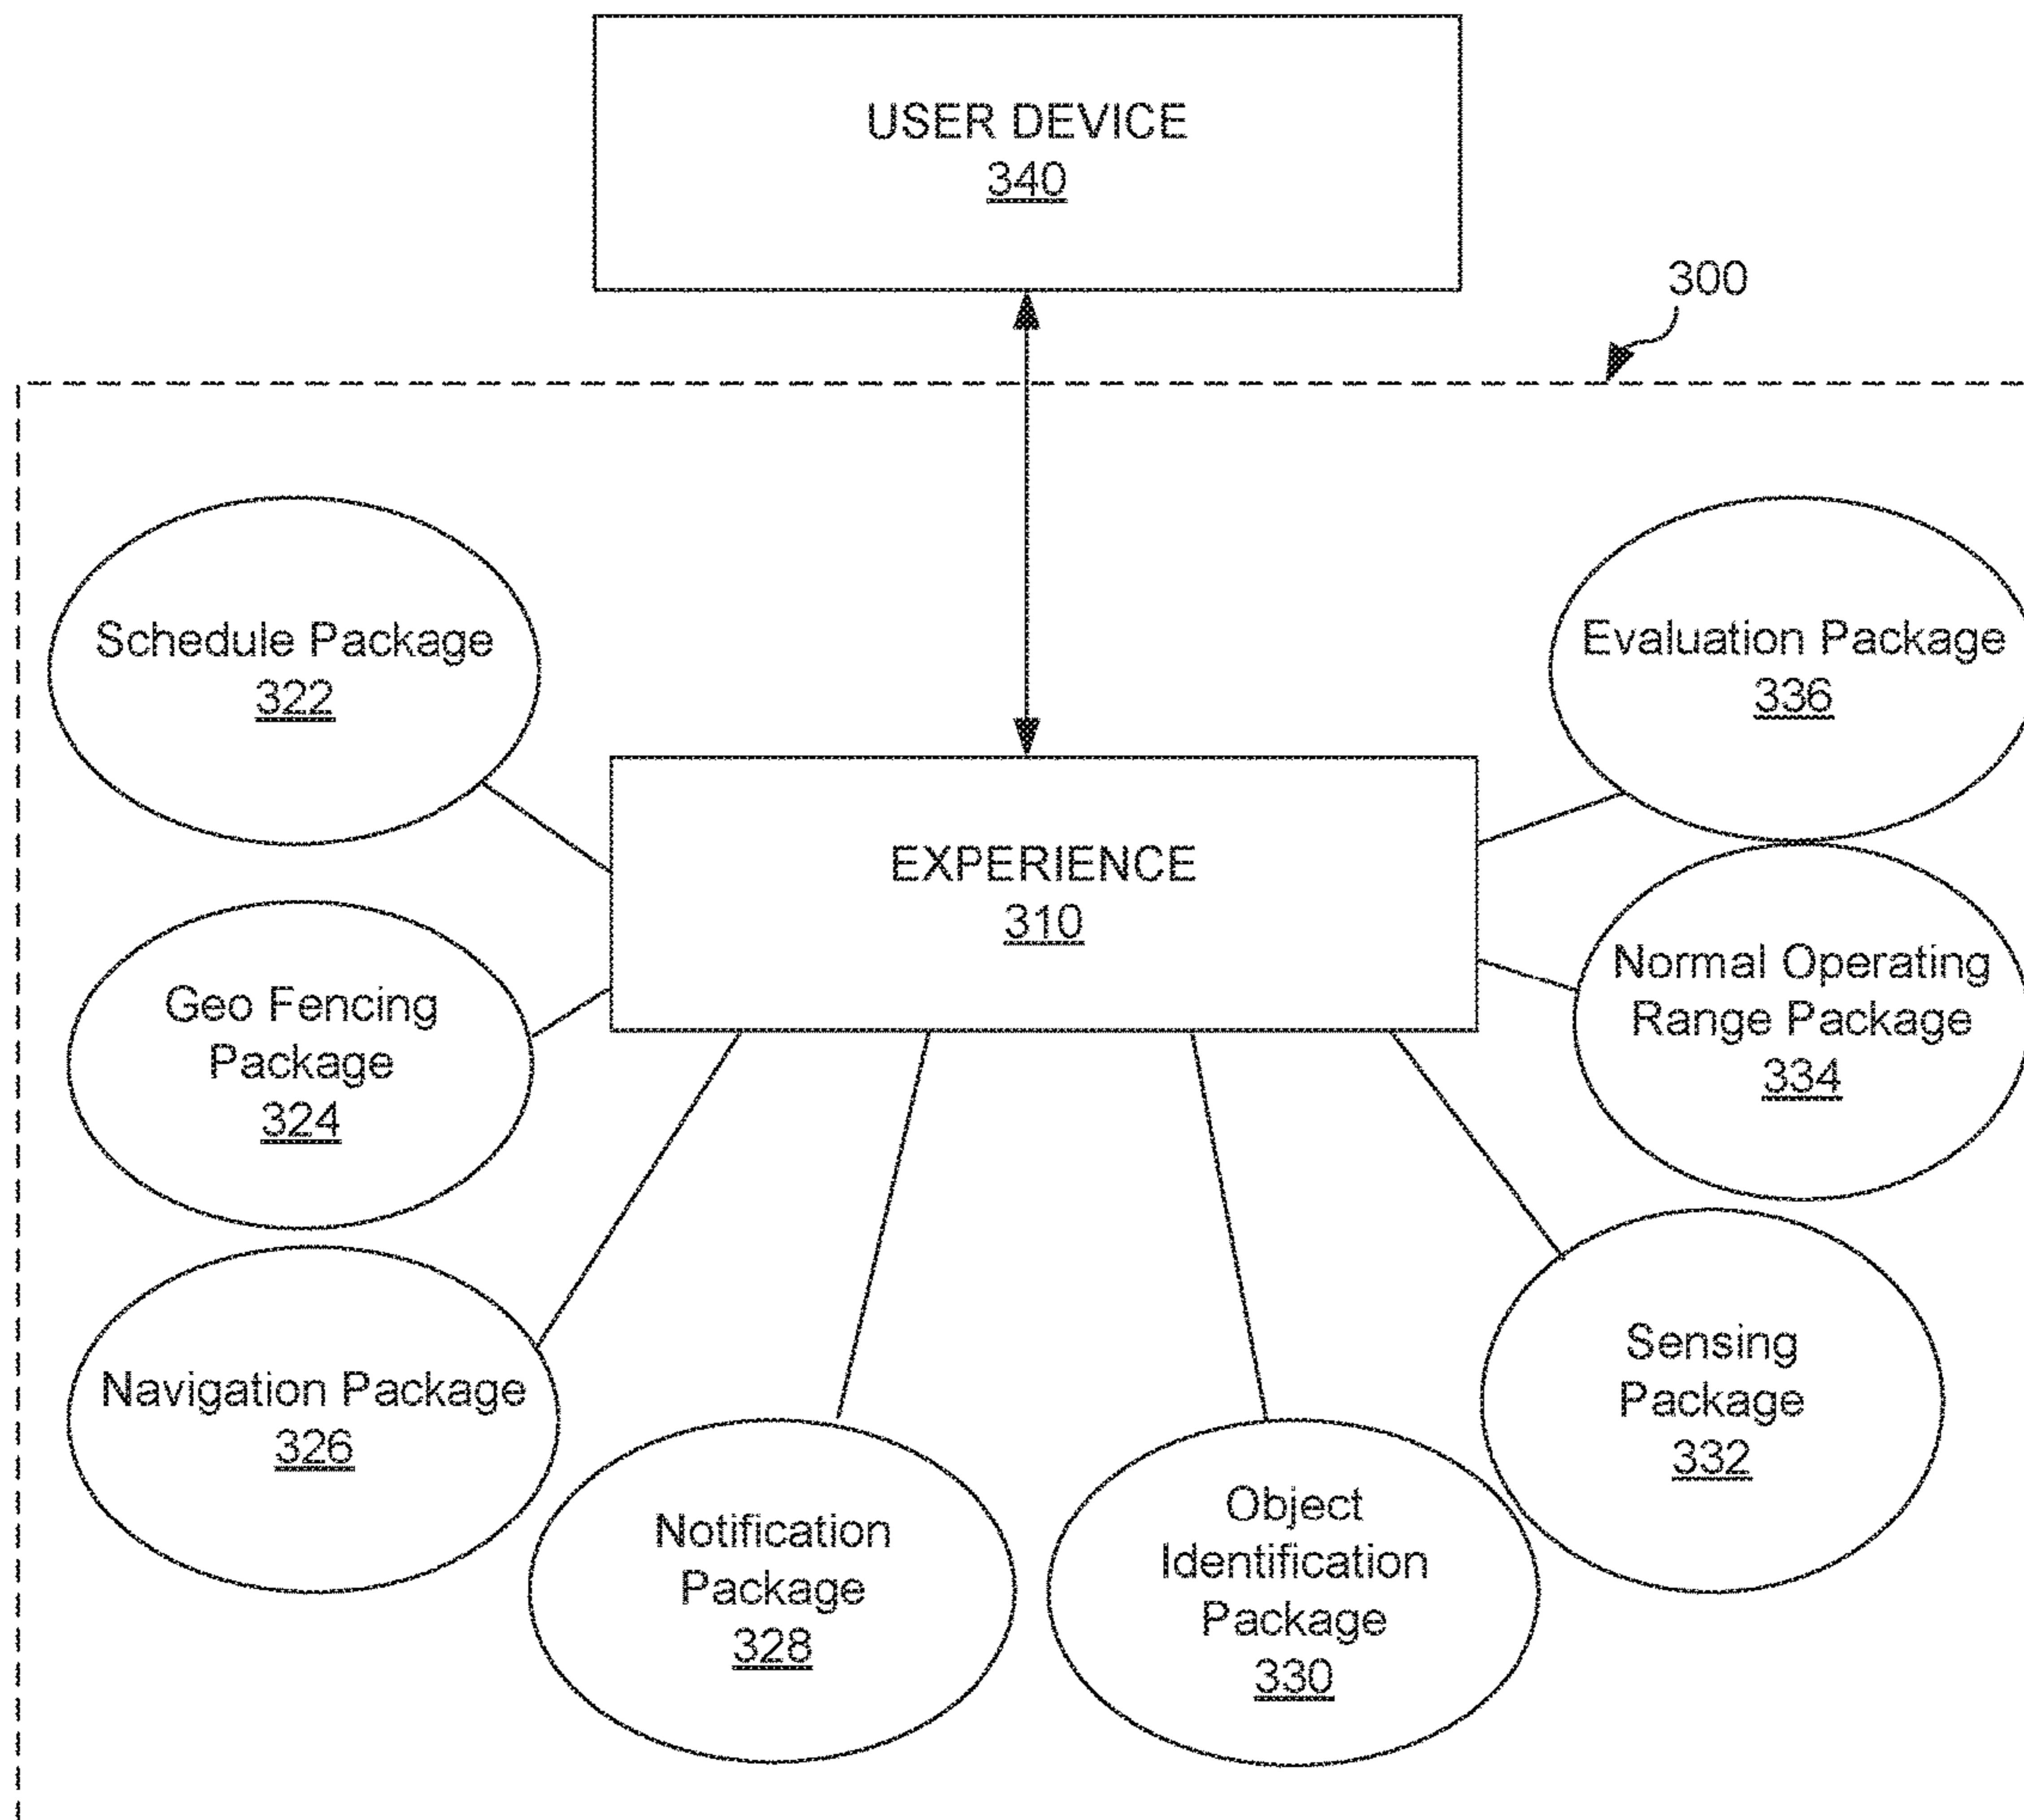 USER DEVICE
340
300
Schedule Package
322
Evaluation Package
336
EXPERIENCE
310
Geo Fencing
Package
324
Normal Operating
Range Package
334
Navigation Package
326
Sensing
Package
332
Notification
Package
328
Object
Identification
Package
330